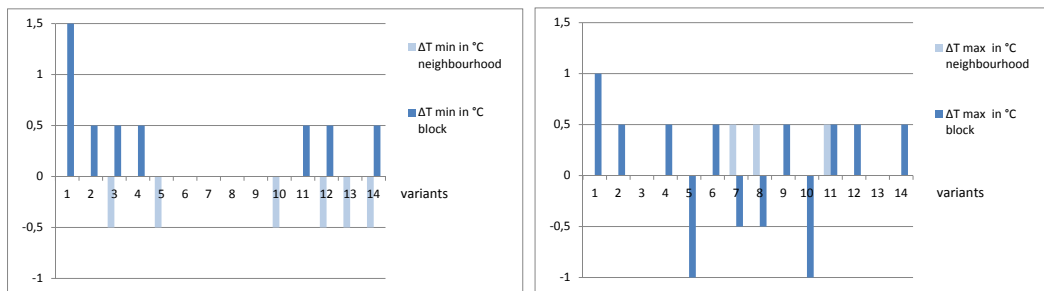 1,5
1
0,5
0
-0,5
-1
1 2 3 4 5 6 7 8 9 10 11 12 13 14 variants
ΔT min in °C
neighbourhood
ΔT min in °C
block
1,5
1
0,5
0
-0,5
-1
1 2 3 4 5 6 7 8 9 10 11 12 13 14 variants
ΔT max in °C
neighbourhood
ΔT max in °C
block